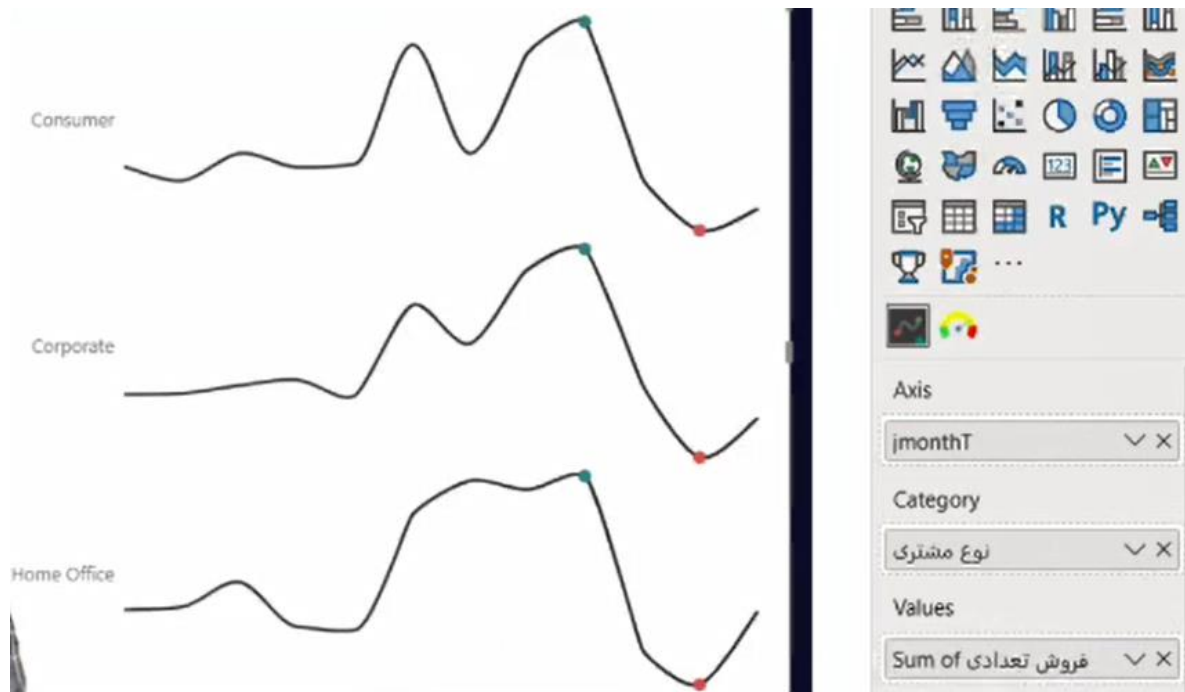 Consumer
Corporate
Home Office
123
R
Py
...
Axis
jmonthT
Category
نوع مشتری
Values
Sum of فروش تعدادی